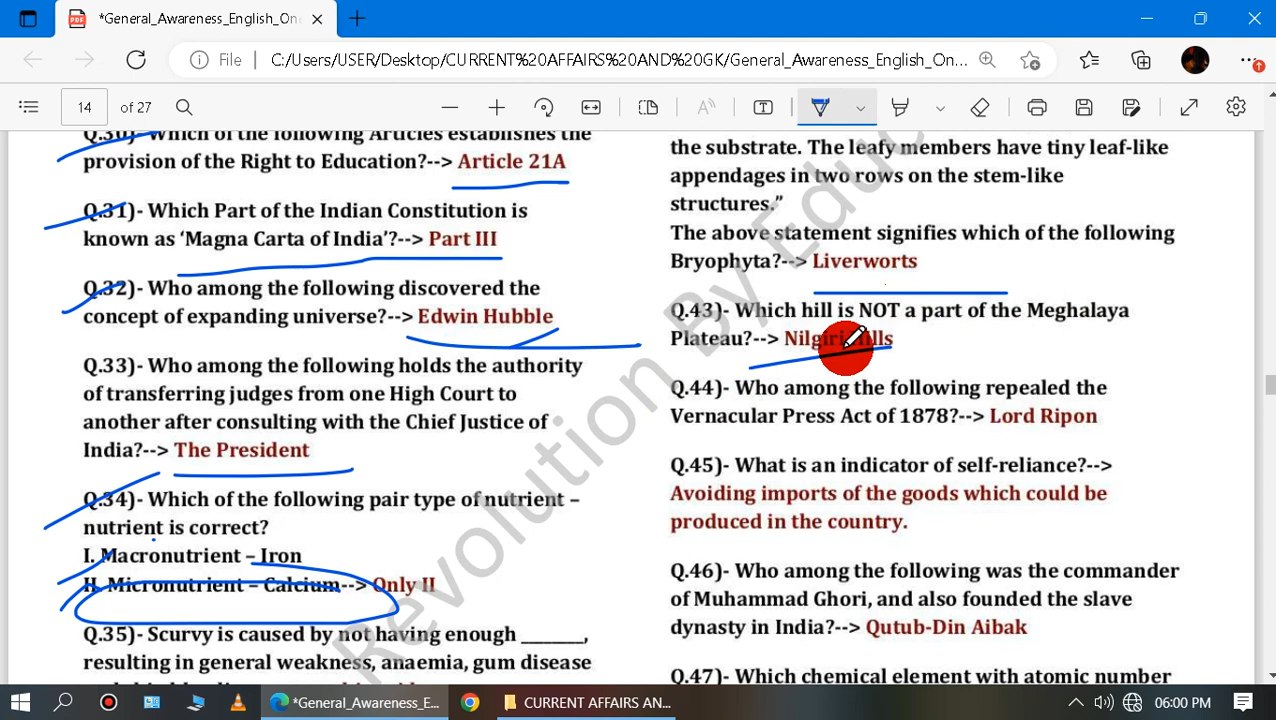 *General_Awareness_English_On
File
C:/Users/USER/Desktop/CURRENT%20AFFAIRS%20AND%20GK/General_Awareness_English_On...
14 of 27
Q.30)- Which of the following Articles establishes the
provision of the Right to Education?--> Article 21A
Q.31)- Which Part of the Indian Constitution is
known as ‘Magna Carta of India’?--> Part III
Q.32)- Who among the following discovered the
concept of expanding universe?--> Edwin Hubble
Q.33)- Who among the following holds the authority
of transferring judges from one High Court to
another after consulting with the Chief Justice of
India?--> The President
Q.34)- Which of the following pair type of nutrient –
nutrient is correct?
I. Macronutrient – Iron
II. Micronutrient – Calcium--> Only II
Q.35)- Scurvy is caused by not having enough _______,
resulting in general weakness, anaemia, gum disease
the substrate. The leafy members have tiny leaf-like
appendages in two rows on the stem-like
structures.”
The above statement signifies which of the following
Bryophyta?--> Liverworts
Q.43)- Which hill is NOT a part of the Meghalaya
Plateau?--> Nilgiri Hills
Q.44)- Who among the following repealed the
Vernacular Press Act of 1878?--> Lord Ripon
Q.45)- What is an indicator of self-reliance?-->
Avoiding imports of the goods which could be
produced in the country.
Q.46)- Who among the following was the commander
of Muhammad Ghori, and also founded the slave
dynasty in India?--> Qutub-Din Aibak
Q.47)- Which chemical element with atomic number
Revolution By Educ
*General_Awareness_E...
CURRENT AFFAIRS AN...
06:00 PM